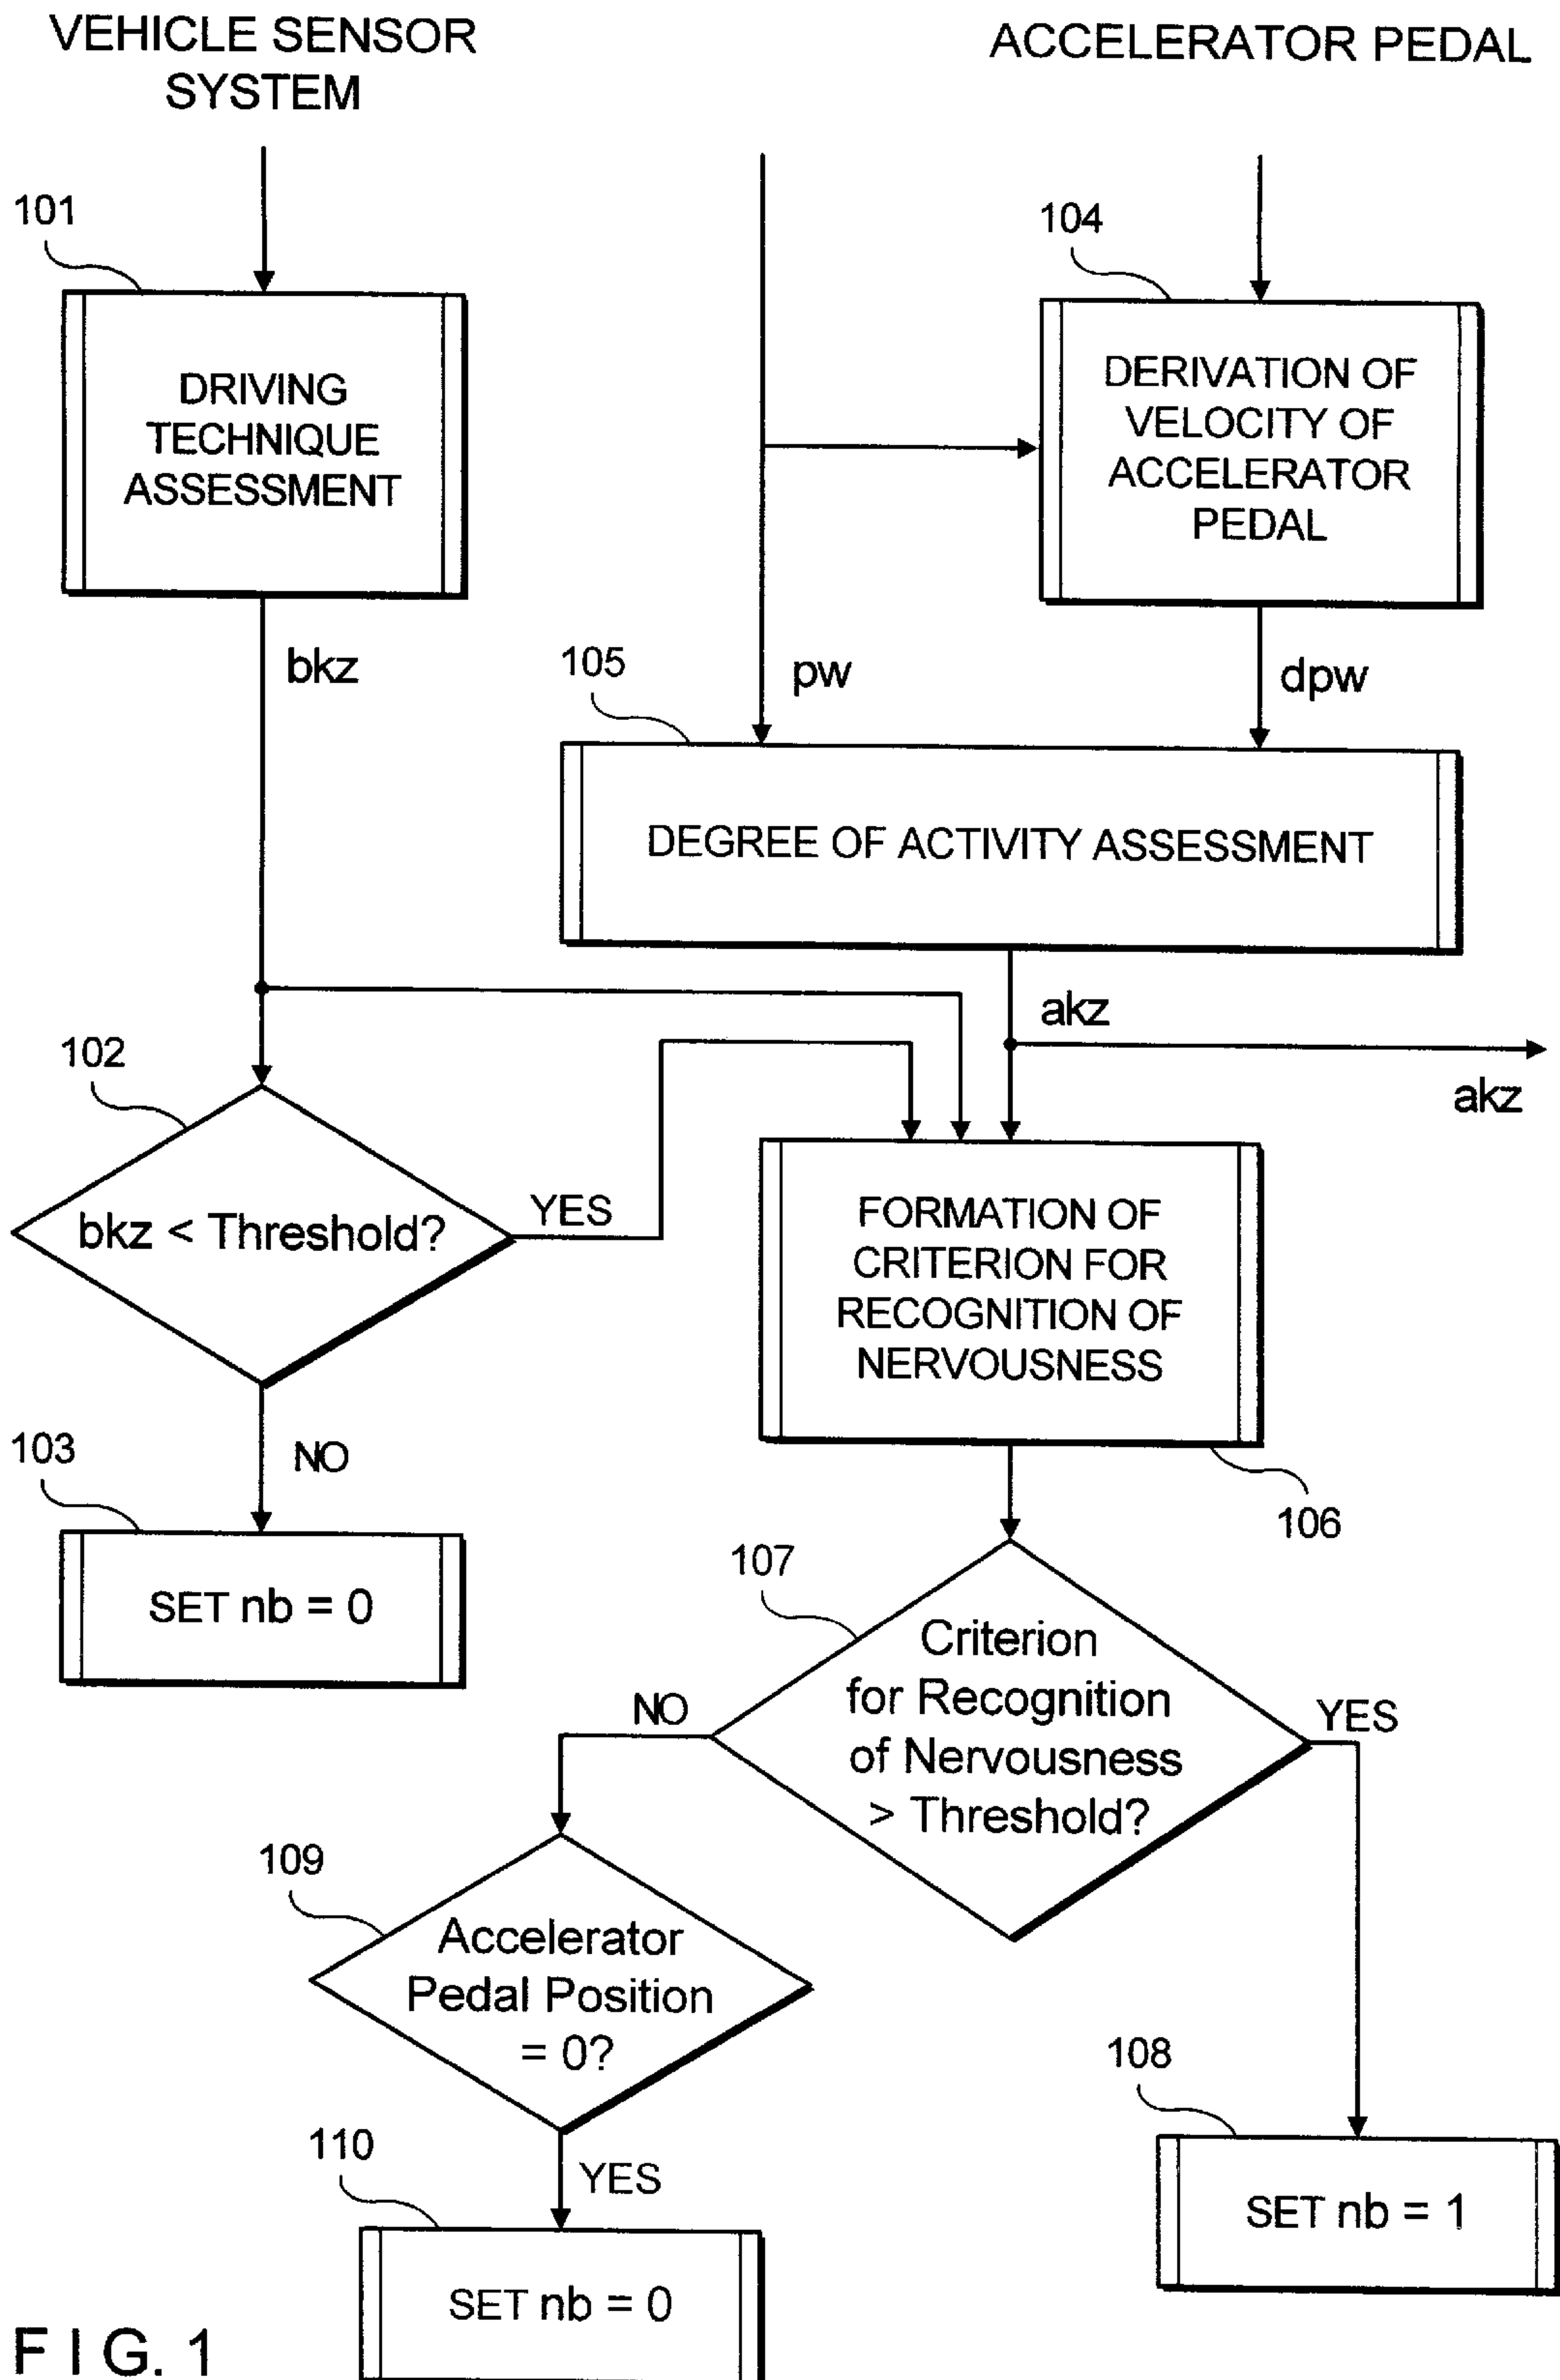 VEHICLE SENSOR
SYSTEM
ACCELERATOR PEDAL
101
104
DRIVING
TECHNIQUE
ASSESSMENT
DERIVATION OF
VELOCITY OF
ACCELERATOR
PEDAL
bkz
105
pw
dpw
DEGREE OF ACTIVITY ASSESSMENT
akz
akz
102
bkz < Threshold?
YES
FORMATION OF
CRITERION FOR
RECOGNITION OF
NERVOUSNESS
106
NO
103
SET nb = 0
107
Criterion
for Recognition
of Nervousness
> Threshold?
NO
YES
109
Accelerator
Pedal Position
= 0?
108
SET nb = 1
110
YES
SET nb = 0
FIG. 1